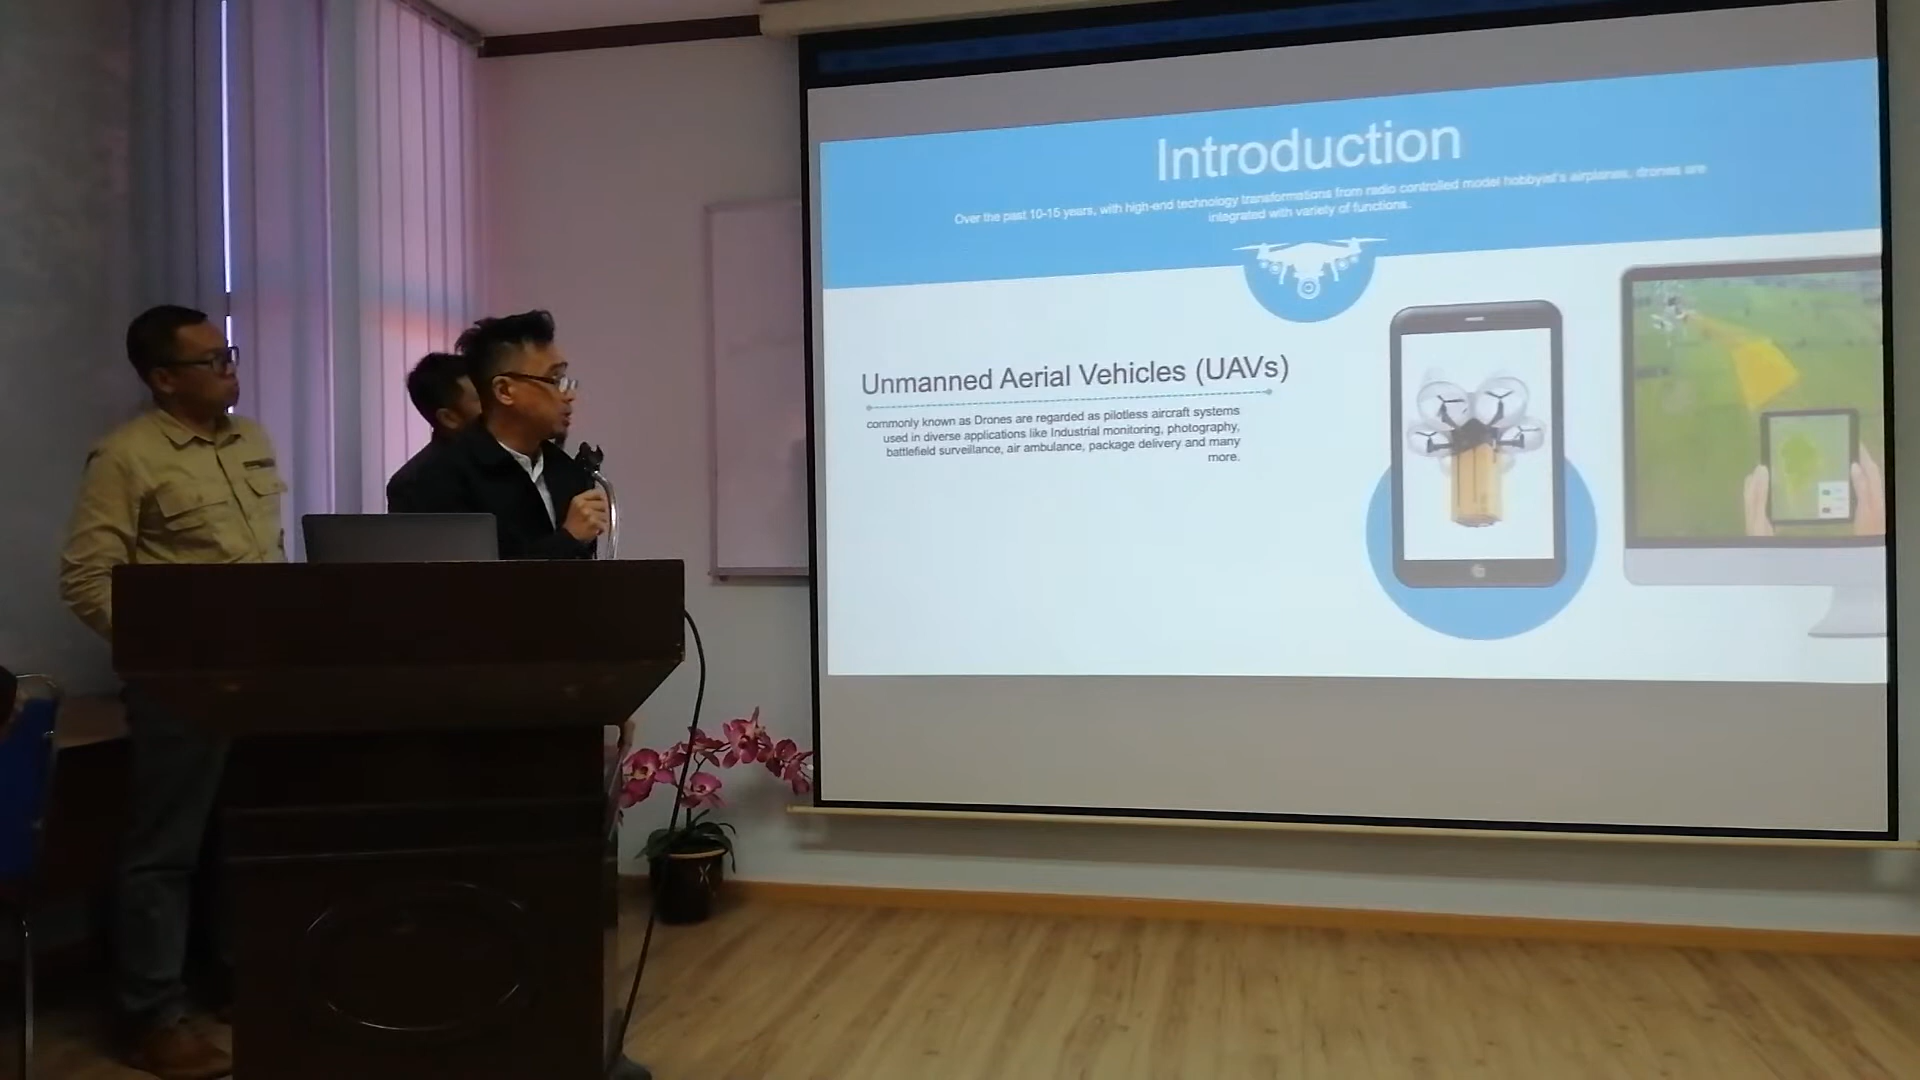 Introduction
Over the past 10-15 years, with high-end technology transformations from radio controlled model hobbyist's airplanes, drones are
integrated with variety of functions.
Unmanned Aerial Vehicles (UAVs)
commonly known as Drones are regarded as pilotless aircraft systems
used in diverse applications like Industrial monitoring, photography,
battlefield surveillance, air ambulance, package delivery and many
more.